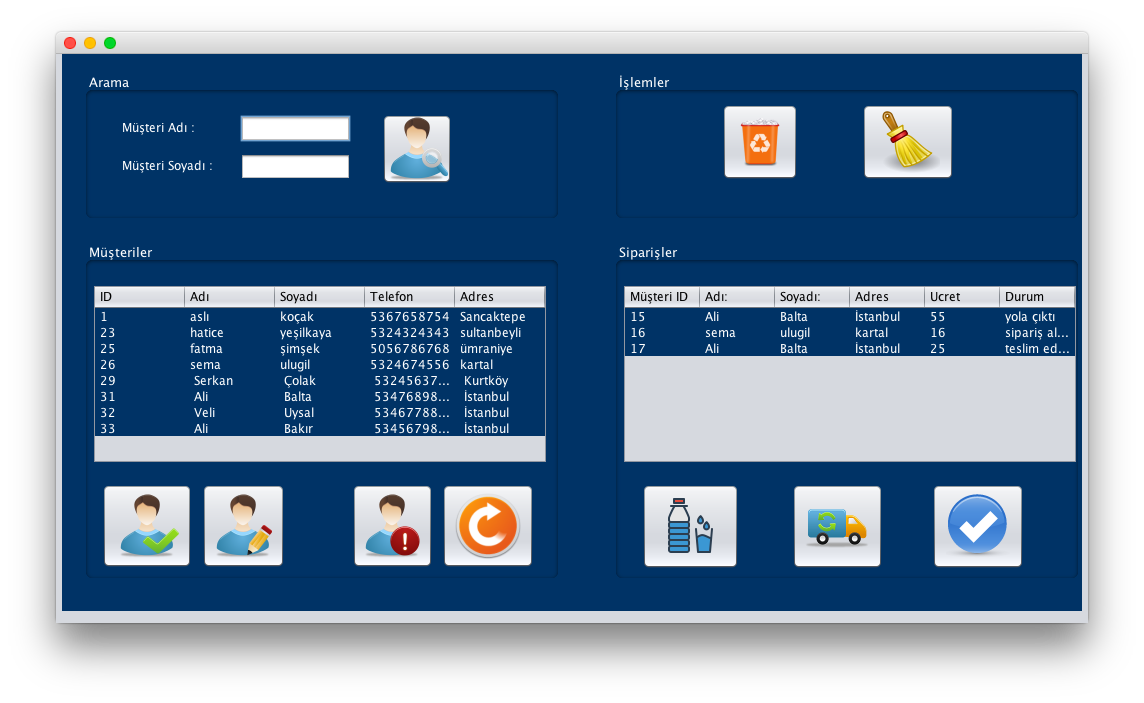 Arama
Müşteri Adı :
Müşteri Soyadı :
İşlemler
Müşteriler
ID Adı Soyadı Telefon Adres
1 aslı koçak 5367658754 Sancaktepe
23 hatice yeşilkaya 5324324343 sultanbeyli
25 fatma şimşek 5056786768 ümraniye
26 sema ulugil 5324674556 kartal
29 Serkan Çolak 53245637... Kurtköy
31 Ali Balta 53476898... İstanbul
32 Veli Uysal 53467788... İstanbul
33 Ali Bakır 53456798... İstanbul
Siparişler
Müşteri ID Adı: Soyadı: Adres Ucret Durum
15 Ali Balta İstanbul 55 yola çıktı
16 sema ulugil kartal 16 sipariş al...
17 Ali Balta İstanbul 25 teslim ed...